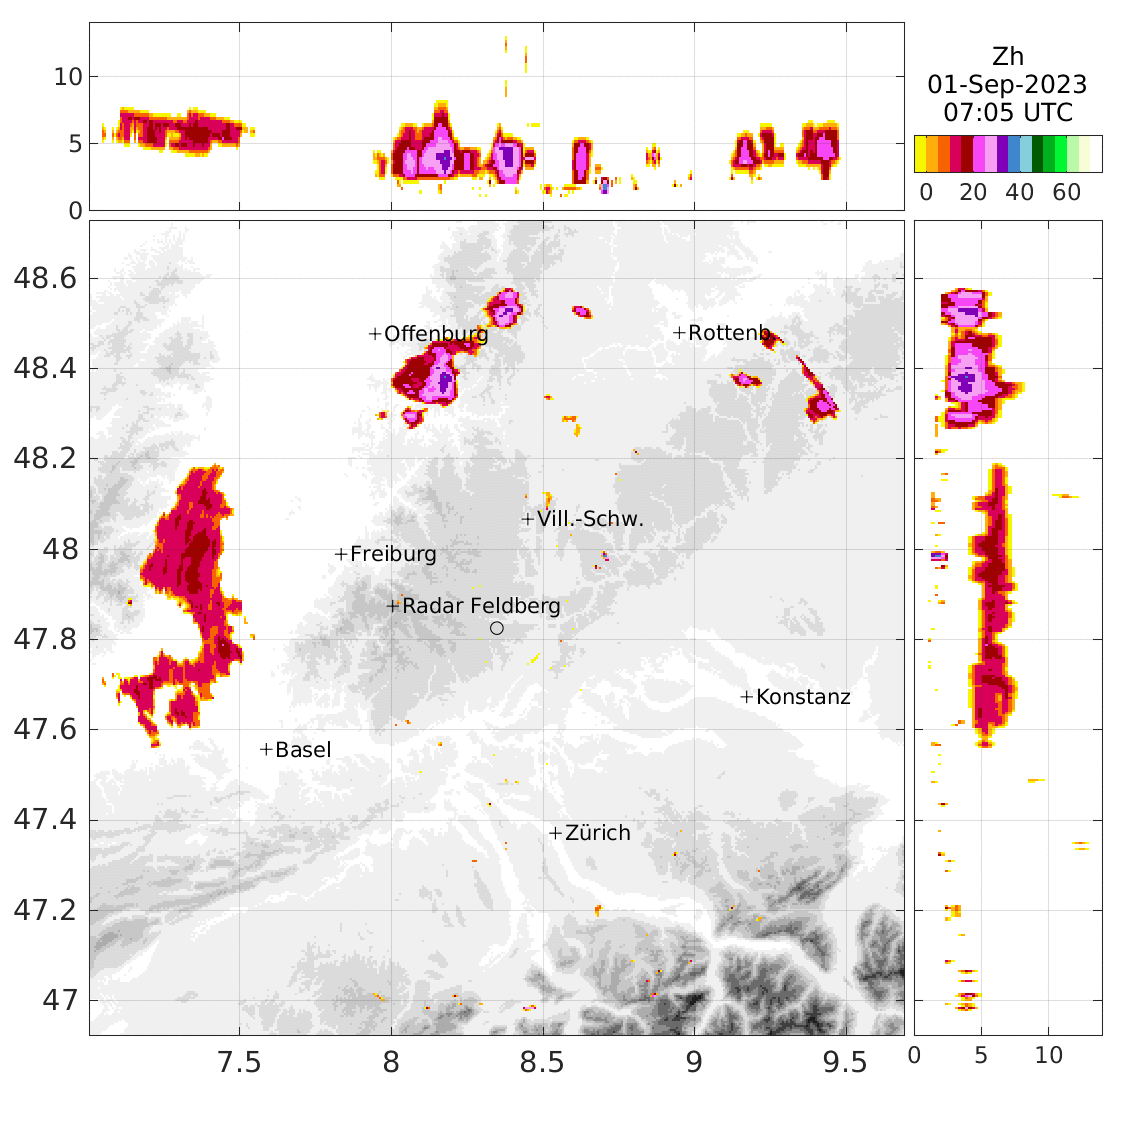 10
5
0
Zh
01-Sep-2023
07:05 UTC
0 20 40 60
48.6
48.4
48.2
48
47.8
47.6
47.4
47.2
47
+Offenburg
+Rottenb.
+Vill.-Schw.
+Freiburg
+Radar Feldberg
+Konstanz
+Basel
+Zürich
7.5 8 8.5 9 9.5
0 5 10